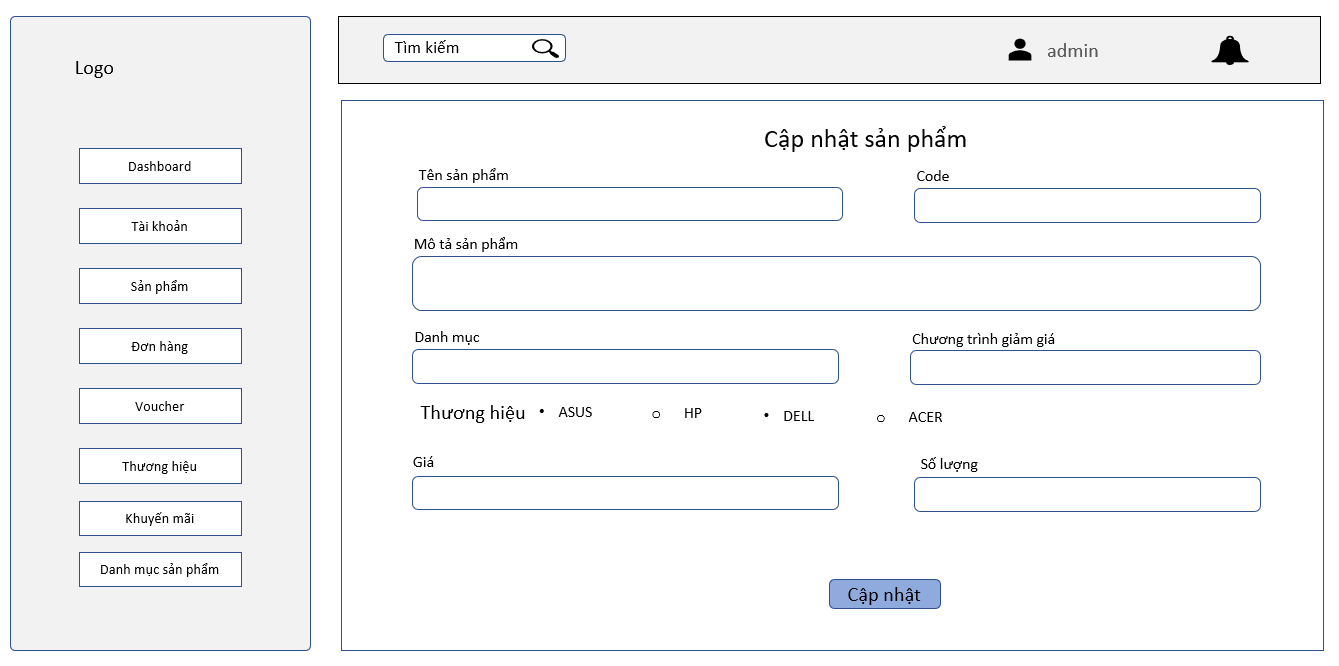 Logo
Dashboard
Tài khoản
Sản phẩm
Đơn hàng
Voucher
Thương hiệu
Khuyến mãi
Danh mục sản phẩm
Tìm kiếm
admin
Cập nhật sản phẩm
Tên sản phẩm
Code
Mô tả sản phẩm
Danh mục
Chương trình giảm giá
Thương hiệu • ASUS o HP • DELL o ACER
Giá
Số lượng
Cập nhật